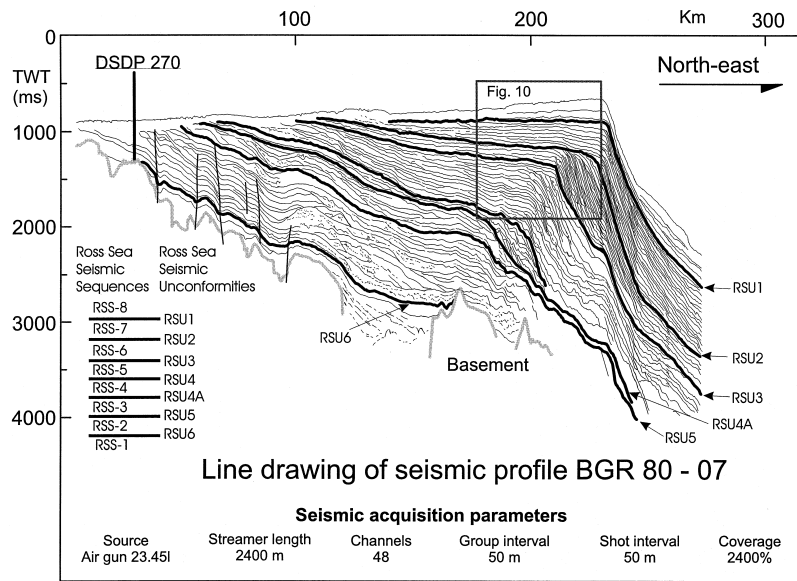 100 200 Km 300
0
DSDP 270
TWT
(ms)
North-east
Fig. 10
1000
2000
Ross Sea
Seismic
Sequences
Ross Sea
Seismic
Unconformities
RSS-8
RSU1
RSS-7
RSU2
RSS-6
RSU3
RSS-5
RSU4
RSS-4
RSU4A
RSS-3
RSU5
RSS-2
RSU6
RSS-1
3000
4000
RSU6
Basement
RSU1
RSU2
RSU3
RSU4A
RSU5
Line drawing of seismic profile BGR 80 - 07
Seismic acquisition parameters
Source Streamer length Channels Group interval Shot interval Coverage
Air gun 23.45l 2400 m 48 50 m 50 m 2400%